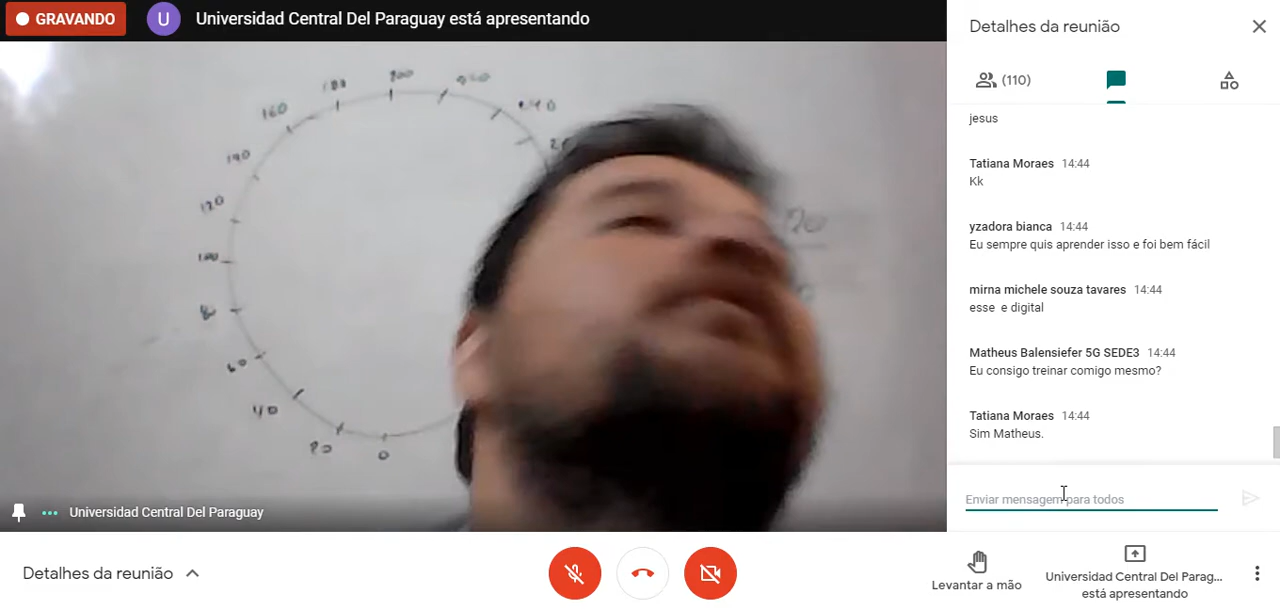 GRAVANDO
U
Universidad Central Del Paraguay está apresentando
Detalhes da reunião
(110)
jesus
Tatiana Moraes 14:44
Kk
yzadora bianca 14:44
Eu sempre quis aprender isso e foi bem fácil
mirna michele souza tavares 14:44
esse e digital
Matheus Balensiefer 5G SEDE3 14:44
Eu consigo treinar comigo mesmo?
Tatiana Moraes 14:44
Sim Matheus.
Enviar mensagem para todos
180
200
160
140
120
100
80
60
40
20
0
Universidad Central Del Paraguay
Detalhes da reunião
Levantar a mão
Universidad Central Del Parag...
está apresentando